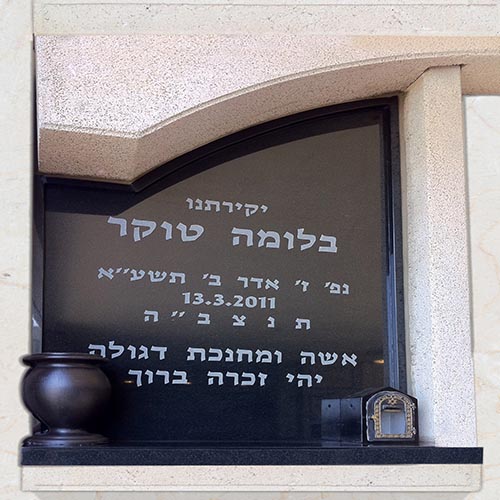 יקירתנו
בלומה טוקר
נפ' ז' אדר ב' תשע"א
13.3.2011
ת נ צ ב "ה
אשה ומחנכת דגולה
יהי זכרה ברוך